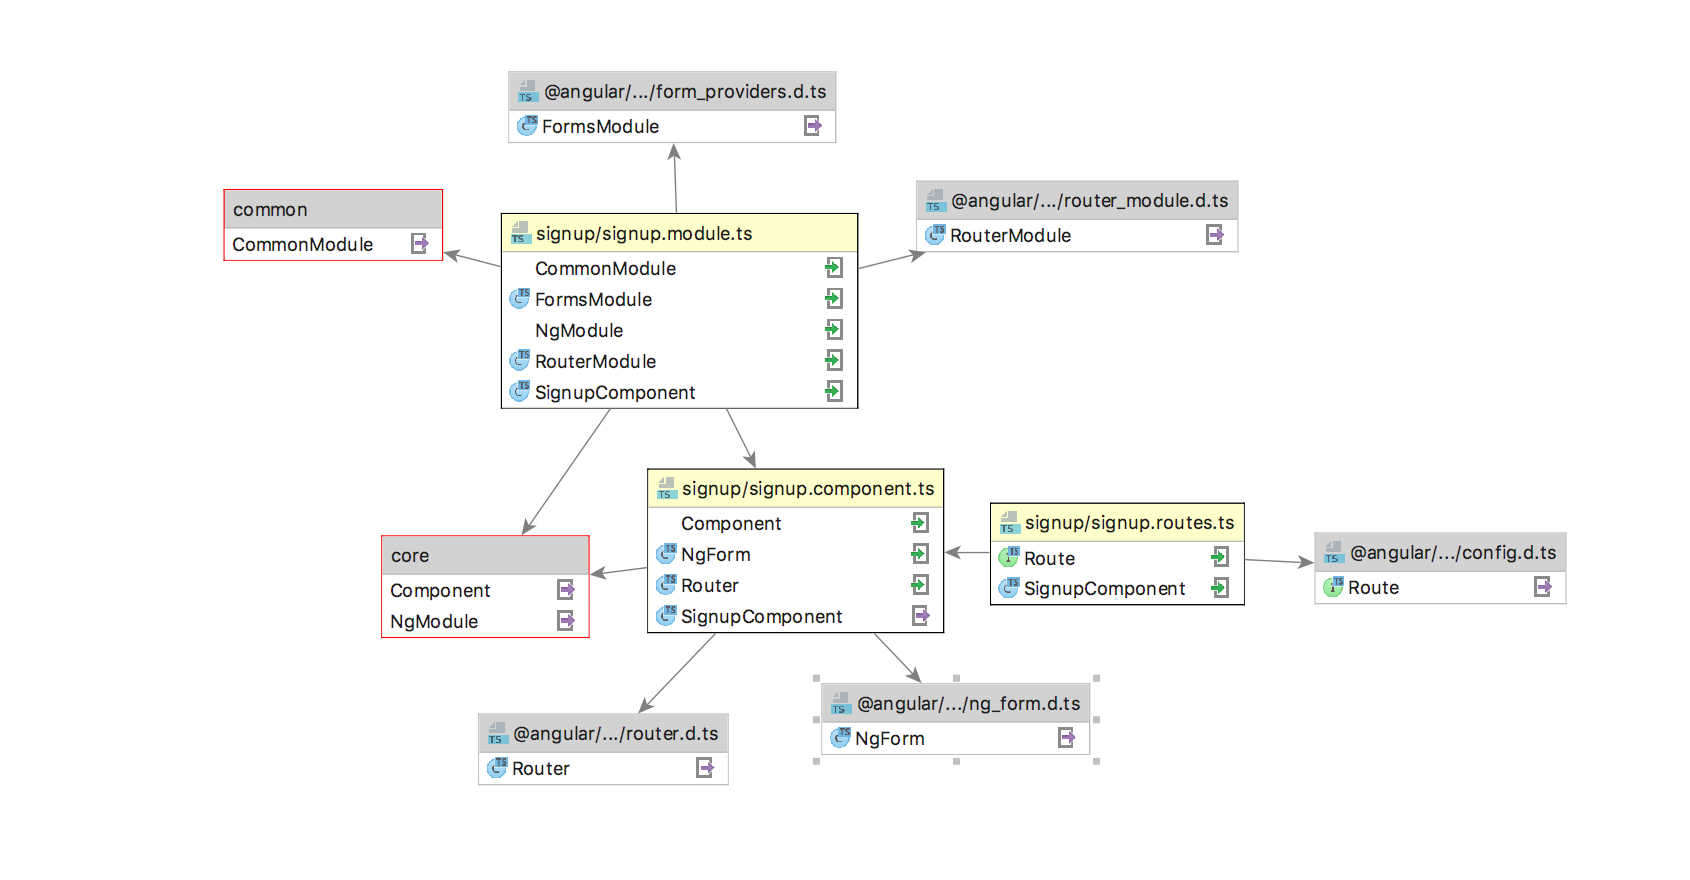 @angular/.../form_providers.d.ts
FormsModule
common
CommonModule
@angular/.../router_module.d.ts
RouterModule
signup/signup.module.ts
CommonModule
FormsModule
NgModule
RouterModule
SignupComponent
signup/signup.component.ts
Component
NgForm
Router
SignupComponent
signup/signup.routes.ts
Route
SignupComponent
@angular/.../config.d.ts
Route
core
Component
NgModule
@angular/.../router.d.ts
Router
@angular/.../ng_form.d.ts
NgForm